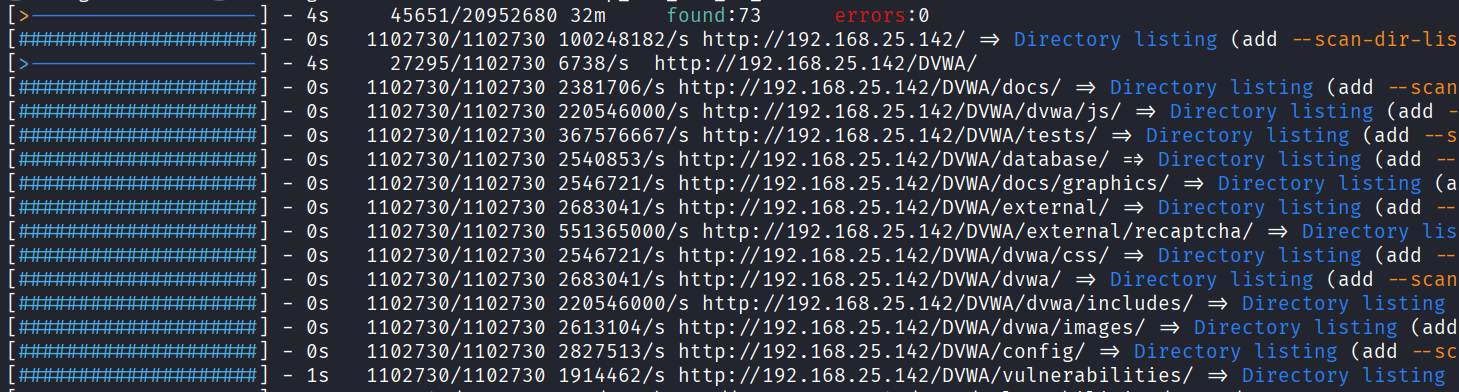 [>--------------------] - 4s 45651/20952680 32m found:73 errors:0
[####################] - 0s 1102730/1102730 100248182/s http://192.168.25.142/ => Directory listing (add --scan-dir-lis
[>--------------------] - 4s 27295/1102730 6738/s http://192.168.25.142/DVWA/
[####################] - 0s 1102730/1102730 2381706/s http://192.168.25.142/DVWA/docs/ => Directory listing (add --scan
[####################] - 0s 1102730/1102730 220546000/s http://192.168.25.142/DVWA/dvwa/js/ => Directory listing (add -
[####################] - 0s 1102730/1102730 367576667/s http://192.168.25.142/DVWA/tests/ => Directory listing (add --s
[####################] - 0s 1102730/1102730 2540853/s http://192.168.25.142/DVWA/database/ => Directory listing (add --
[####################] - 0s 1102730/1102730 2546721/s http://192.168.25.142/DVWA/docs/graphics/ => Directory listing (a
[####################] - 0s 1102730/1102730 2683041/s http://192.168.25.142/DVWA/external/ => Directory listing (add --
[####################] - 0s 1102730/1102730 551365000/s http://192.168.25.142/DVWA/external/recaptcha/ => Directory lis
[####################] - 0s 1102730/1102730 2546721/s http://192.168.25.142/DVWA/dvwa/css/ => Directory listing (add --
[####################] - 0s 1102730/1102730 2683041/s http://192.168.25.142/DVWA/dvwa/ => Directory listing (add --scan
[####################] - 0s 1102730/1102730 220546000/s http://192.168.25.142/DVWA/dvwa/includes/ => Directory listing
[####################] - 0s 1102730/1102730 2613104/s http://192.168.25.142/DVWA/dvwa/images/ => Directory listing (add
[####################] - 0s 1102730/1102730 2827513/s http://192.168.25.142/DVWA/config/ => Directory listing (add --sc
[####################] - 1s 1102730/1102730 1914462/s http://192.168.25.142/DVWA/vulnerabilities/ => Directory listing